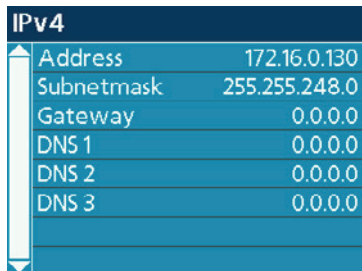 IPv4
Address 172.16.0.130
Subnetmask 255.255.248.0
Gateway 0.0.0.0
DNS 1 0.0.0.0
DNS 2 0.0.0.0
DNS 3 0.0.0.0